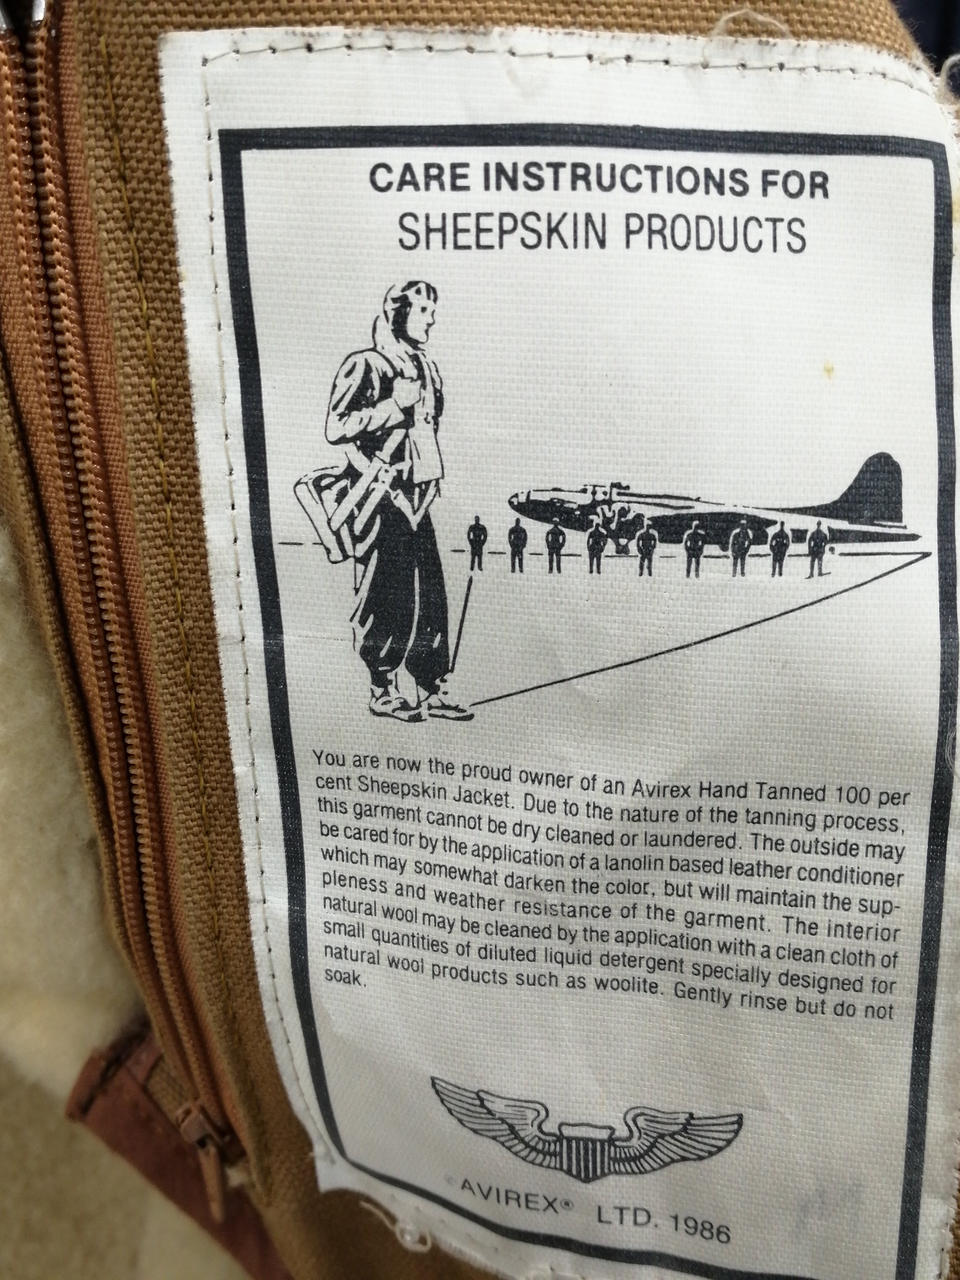 CARE INSTRUCTIONS FOR
SHEEPSKIN PRODUCTS
You are now the proud owner of an Avirex Hand Tanned 100 per
cent Sheepskin Jacket. Due to the nature of the tanning process,
this garment cannot be dry cleaned or laundered. The outside may
be cared for by the application of a lanolin based leather conditioner
which may somewhat darken the color, but will maintain the sup-
pleness and weather resistance of the garment. The interior
natural wool may be cleaned by the application with a clean cloth of
small quantities of diluted liquid detergent specially designed for
natural wool products such as woolite. Gently rinse but do not
soak.
©AVIREX® LTD. 1986